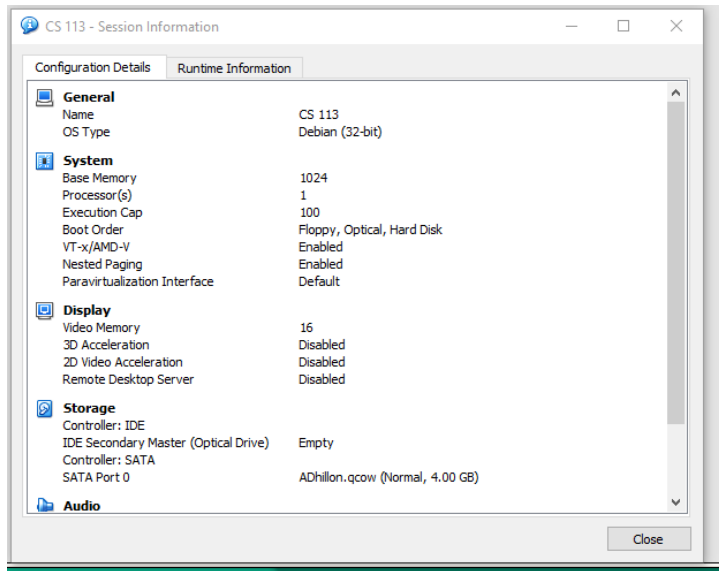 CS 113 - Session Information
Configuration Details Runtime Information
General
Name CS 113
OS Type Debian (32-bit)
System
Base Memory 1024
Processor(s) 1
Execution Cap 100
Boot Order Floppy, Optical, Hard Disk
VT-x/AMD-V Enabled
Nested Paging Enabled
Paravirtualization Interface Default
Display
Video Memory 16
3D Acceleration Disabled
2D Video Acceleration Disabled
Remote Desktop Server Disabled
Storage
Controller: IDE
IDE Secondary Master (Optical Drive) Empty
Controller: SATA
SATA Port 0 ADhillon.qcow (Normal, 4.00 GB)
Audio
Close